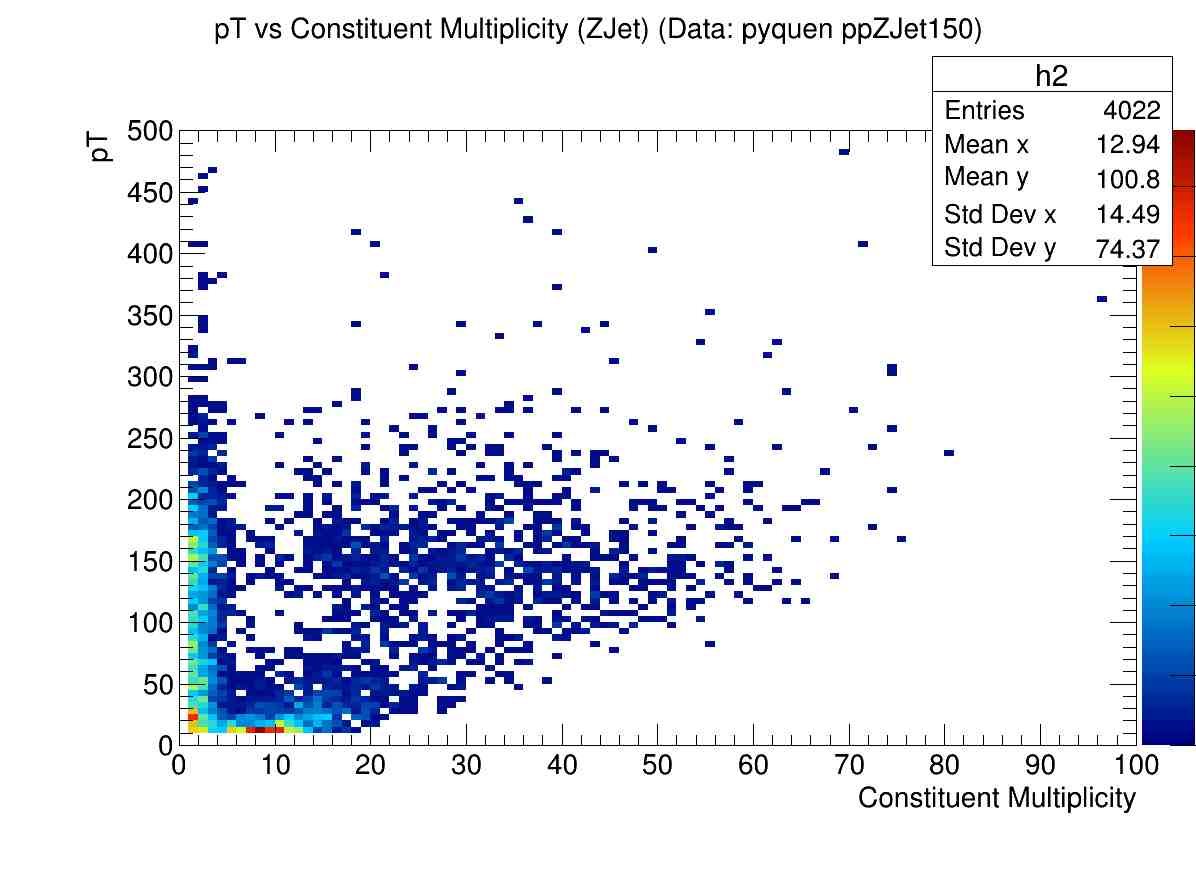 pT vs Constituent Multiplicity (ZJet) (Data: pyquen ppZJet150)
h2
Entries 4022
Mean x 12.94
Mean y 100.8
Std Dev x 14.49
Std Dev y 74.37
pT
500
450
400
350
300
250
200
150
100
50
0
0 10 20 30 40 50 60 70 80 90 100
Constituent Multiplicity